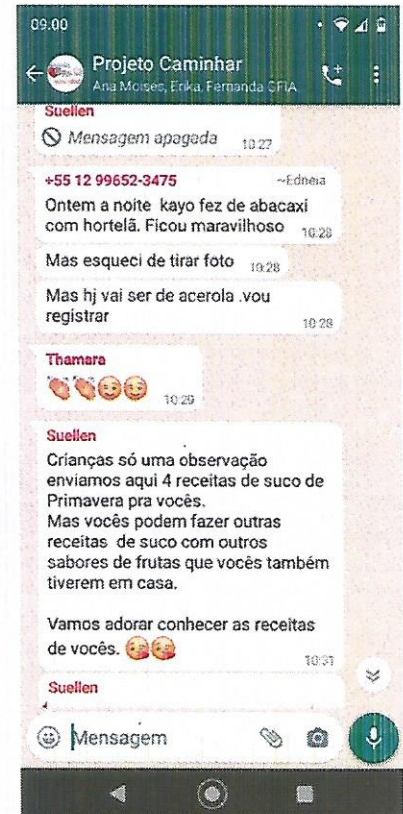 09:00
Projeto Caminhar
Ana Moisés, Erika, Fernanda GFIA
Suellen
Mensagem apagada 10:27
+55 12 99652-3475 ~Edneia
Ontem a noite kayo fez de abacaxi
com hortelã. Ficou maravilhoso 10:28
Mas esqueci de tirar foto 10:28
Mas hj vai ser de acerola .vou
registrar 10:28
Thamara
👏👏😊😊 10:29
Suellen
Crianças só uma observação
enviamos aqui 4 receitas de suco de
Primavera pra vocês.
Mas vocês podem fazer outras
receitas de suco com outros
sabores de frutas que vocês também
tiverem em casa.
Vamos adorar conhecer as receitas
de vocês. 🥰🥰 10:31
Suellen
Mensagem